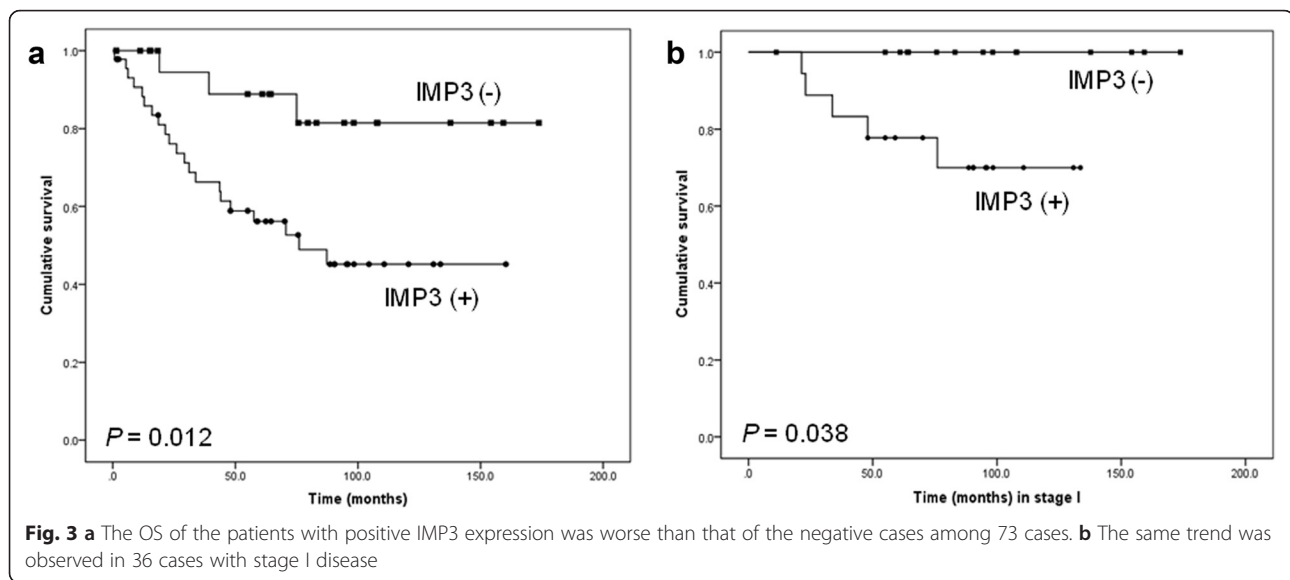 a
Cumulative survival
1.0
0.8
0.6
0.4
0.2
0.0
IMP3 (-)
IMP3 (+)
P = 0.012
.0 50.0 100.0 150.0 200.0
Time (months)
b
Cumulative survival
1.0
0.8
0.6
0.4
0.2
0.0
IMP3 (-)
IMP3 (+)
P = 0.038
.0 50.0 100.0 150.0 200.0
Time (months) in stage I
Fig. 3 a The OS of the patients with positive IMP3 expression was worse than that of the negative cases among 73 cases. b The same trend was
observed in 36 cases with stage I disease